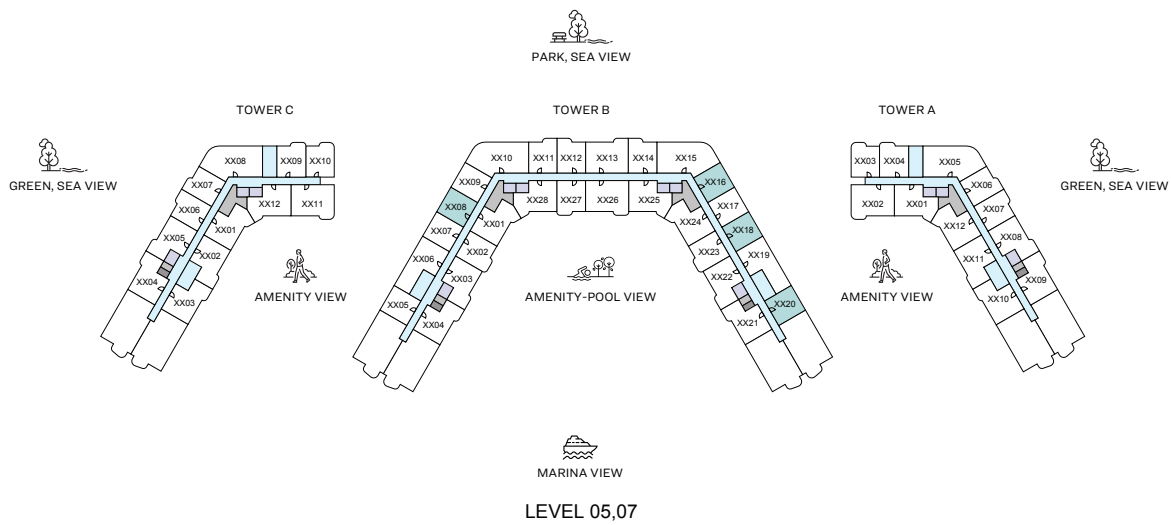 PARK, SEA VIEW
TOWER C
TOWER B
TOWER A
GREEN, SEA VIEW
GREEN, SEA VIEW
XX08
XX09
XX10
XX07
XX06
XX05
XX04
XX03
XX02
XX01
XX12
XX11
AMENITY VIEW
XX10
XX11
XX12
XX13
XX14
XX15
XX09
XX08
XX07
XX06
XX05
XX04
XX03
XX02
XX01
XX28
XX27
XX26
XX25
XX24
XX23
XX22
XX21
XX16
XX17
XX18
XX19
XX20
AMENITY-POOL VIEW
XX03
XX04
XX05
XX02
XX01
XX06
XX07
XX08
XX09
XX12
XX11
XX10
AMENITY VIEW
MARINA VIEW
LEVEL 05,07